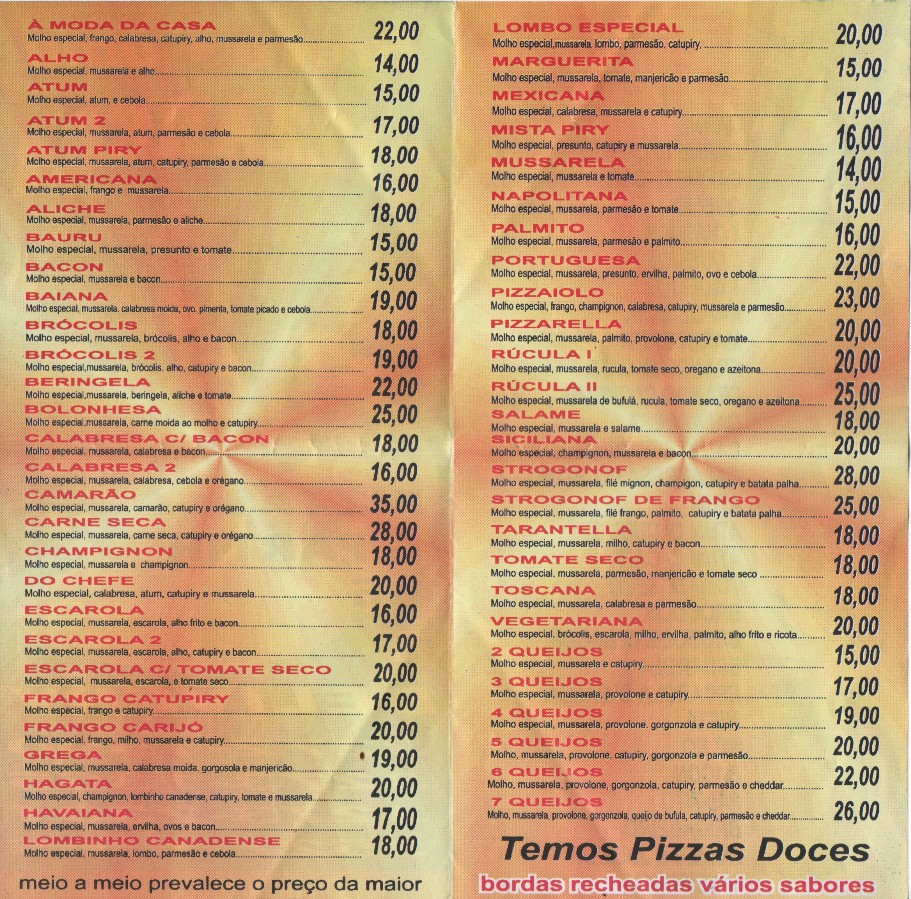 À MODA DA CASA 22,00
Molho especial, frango, calabresa, catupiry, alho, mussarela e parmesão
ALHO 14,00
Molho especial, mussarela e alho
ATUM 15,00
Molho especial, atum, e cebola
ATUM 2 17,00
Molho especial, mussarela, atum, parmesão e cebola
ATUM PIRY 18,00
Molho especial, mussarela, atum, catupiry, parmesão e cebola
AMERICANA 16,00
Molho especial, frango e mussarela
ALICHE 18,00
Molho especial, mussarela, parmesão e aliche
BAURU 15,00
Molho especial, mussarela, presunto e tomate
BACON 15,00
Molho especial, mussarela e bacon
BAIANA 19,00
Molho especial, mussarela, calabresa moida, ovo, pimenta, tomate picado e cebola
BRÓCOLIS 18,00
Molho especial, mussarela, brócolis, alho e bacon
BRÓCOLIS 2 19,00
Molho especial,mussarela, brócolis, alho, catupiry e bacon
BERINGELA 22,00
Molho especial,mussarela, beringela, aliche e tomate
BOLONHESA 25,00
Molho especial,mussarela, carne moida ao molho e catupiry
CALABRESA C/ BACON 18,00
Molho especial, mussarela, calabresa e bacon
CALABRESA 2 16,00
Molho especial, mussarela, calabresa, cebola e orégano
CAMARÃO 35,00
Molho especial, mussarela, camarão, catupiry e orégano
CARNE SECA 28,00
Molho especial, mussarela, carne seca, catupiry e orégano
CHAMPIGNON 18,00
Molho especial, mussarela e champignon
DO CHEFE 20,00
Molho especial, calabresa, atum, catupiry e mussarela
ESCAROLA 16,00
Molho especial, mussarela, escarola, alho frito e bacon
ESCAROLA 2 17,00
Molho especial, mussarela, escarola, alho, catupiry e bacon
ESCAROLA C/ TOMATE SECO 20,00
Molho especial, mussarela, escarola, e tomate seco
FRANGO CATUPIRY 16,00
Molho especial, frango e catupiry
FRANGO CARIJÓ 20,00
Molho especial, frango, milho, mussarela e catupiry
GREGA 19,00
Molho especial, mussarela, calabresa moida, gorgosola e manjericão
HAGATA 20,00
Molho especial, champignon, lombinho canadense, catupiry, tomate e mussarela
HAVAIANA 17,00
Molho especial, mussarela, ervilha, ovos e bacon
LOMBINHO CANADENSE 18,00
Molho especial, mussarela, lombo, parmesão e cebola
meio a meio prevalece o preço da maior
LOMBO ESPECIAL 20,00
Molho especial,mussarela, lombo, parmesão, catupiry,
MARGUERITA 15,00
Molho especial, mussarela, tomate, manjericão e parmesão
MEXICANA 17,00
Molho especial, calabresa, mussarela e catupiry
MISTA PIRY 16,00
Molho especial, presunto, catupiry e mussarela
MUSSARELA 14,00
Molho especial, mussarela e tomate
NAPOLITANA 15,00
Molho especial, mussarela, parmesão e tomate
PALMITO 16,00
Molho especial, mussarela, parmesão e palmito
PORTUGUESA 22,00
Molho especial, mussarela, presunto, ervilha, palmito, ovo e cebola
PIZZAIOLO 23,00
Molho especial, frango, champignon, calabresa, catupiry, mussarela e parmesão
PIZZARELLA 20,00
Molho especial, mussarela, palmito, provolone, catupiry e tomate
RÚCULA I 20,00
Molho especial, mussarela, rucula, tomate seco, oregano e azeitona
RÚCULA II 25,00
Molho especial, mussarela de bufulá, rucula, tomate seco, oregano e azeitona
SALAME 18,00
Molho especial, mussarela e salame
SICILIANA 20,00
Molho especial, champignon, mussarela e bacon
STROGONOF 28,00
Molho especial, mussarela, filé mignon, champigon, catupiry e batata palha
STROGONOF DE FRANGO 25,00
Molho especial, mussarela, filé frango, palmito, catupiry e batata palha
TARANTELLA 18,00
Molho especial, mussarela, milho, catupiry e bacon
TOMATE SECO 18,00
Molho especial, mussarela, parmesão, manjericão e tomate seco
TOSCANA 18,00
Molho especial, mussarela, calabresa e parmesão
VEGETARIANA 20,00
Molho especial, brócolis, escarola, milho, ervilha, palmito, alho frito e ricota
2 QUEIJOS 15,00
Molho especial, mussarela e catupiry
3 QUEIJOS 17,00
Molho especial, mussarela, provolone e catupiry
4 QUEIJOS 19,00
Molho especial, mussarela, provolone, gorgonzola e catupiry
5 QUEIJOS 20,00
Molho, mussarela, provolone, catupiry, gorgonzola e parmesão
6 QUEIJOS 22,00
Molho, mussarela, provolone, gorgonzola, catupiry, parmesão e cheddar
7 QUEIJOS 26,00
Molho, mussarela, provolone, gorgonzola, queijo de bufula, catupiry, parmesão e cheddar
Temos Pizzas Doces
bordas recheadas vários sabores